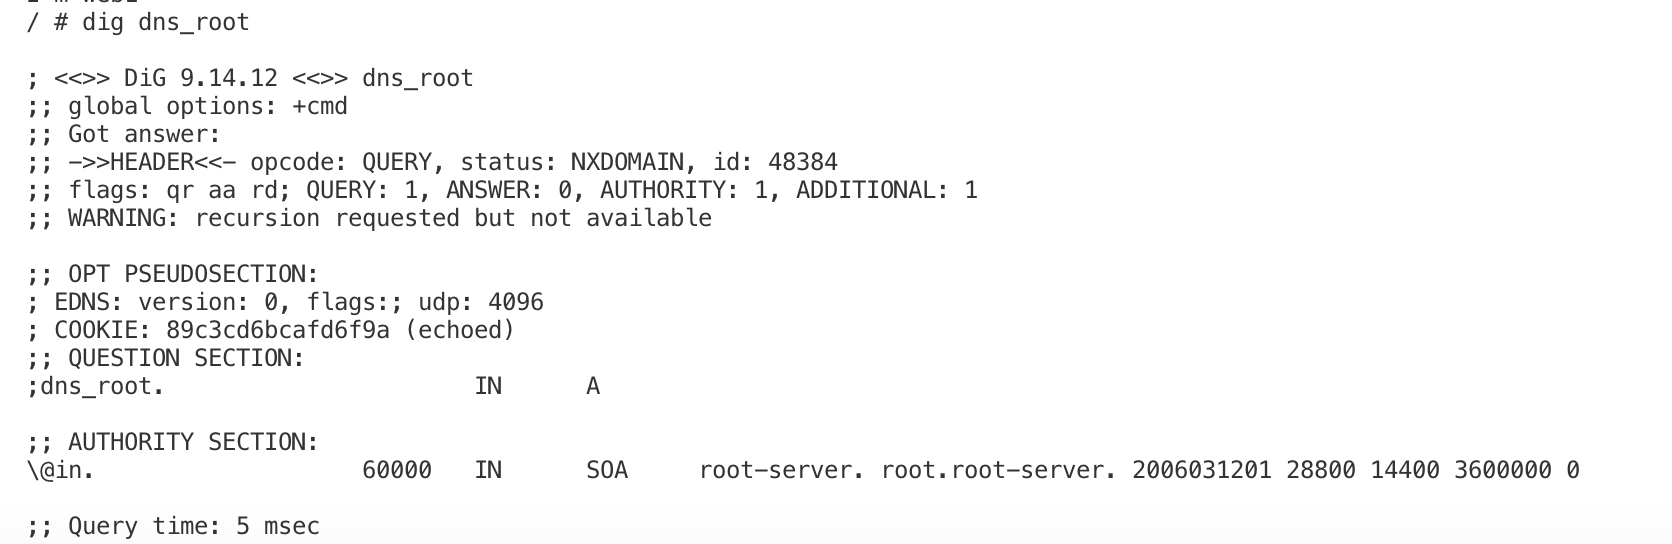 / # dig dns_root
; <<>> DiG 9.14.12 <<>> dns_root
;; global options: +cmd
;; Got answer:
;; ->>HEADER<<- opcode: QUERY, status: NXDOMAIN, id: 48384
;; flags: qr aa rd; QUERY: 1, ANSWER: 0, AUTHORITY: 1, ADDITIONAL: 1
;; WARNING: recursion requested but not available
;; OPT PSEUDOSECTION:
; EDNS: version: 0, flags:; udp: 4096
; COOKIE: 89c3cd6bcafd6f9a (echoed)
;; QUESTION SECTION:
;dns_root. IN A
;; AUTHORITY SECTION:
\@in. 60000 IN SOA root-server. root.root-server. 2006031201 28800 14400 3600000 0
;; Query time: 5 msec